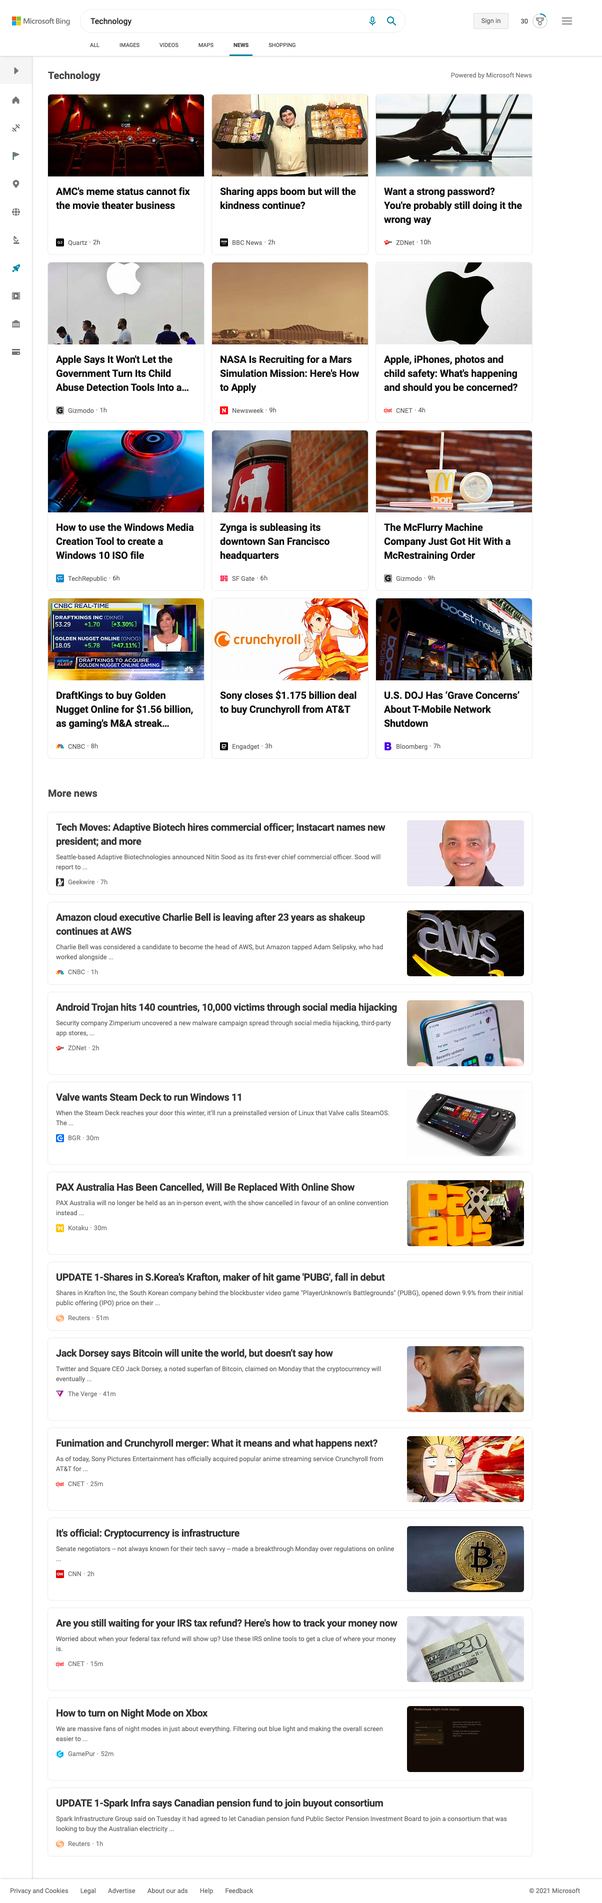 Microsoft Bing
Technology
Sign in
30
ALL
IMAGES
VIDEOS
MAPS
NEWS
SHOPPING
Technology
Powered by Microsoft News
AMC's meme status cannot fix
the movie theater business
Quartz · 2h
Sharing apps boom but will the
kindness continue?
BBC News · 2h
Want a strong password?
You're probably still doing it the
wrong way
ZDNet · 10h
Apple Says It Won't Let the
Government Turn Its Child
Abuse Detection Tools Into a...
Gizmodo · 1h
NASA Is Recruiting for a Mars
Simulation Mission: Here's How
to Apply
Newsweek · 9h
Apple, iPhones, photos and
child safety: What's happening
and should you be concerned?
CNET · 4h
How to use the Windows Media
Creation Tool to create a
Windows 10 ISO file
TechRepublic · 6h
Zynga is subleasing its
downtown San Francisco
headquarters
SF Gate · 6h
The McFlurry Machine
Company Just Got Hit With a
McRestraining Order
Gizmodo · 9h
CNBC REAL-TIME
DRAFTKINGS INC (DKNG)
53.29 +1.70 [+3.30%]
GOLDEN NUGGET ONLINE (GNOG)
18.05 +5.78 [+47.11%]
NEWS ALERT
DRAFTKINGS TO ACQUIRE
GOLDEN NUGGET ONLINE GAMING
DraftKings to buy Golden
Nugget Online for $1.56 billion,
as gaming's M&A streak...
CNBC · 8h
crunchyroll
Sony closes $1.175 billion deal
to buy Crunchyroll from AT&T
Engadget · 3h
boost mobile
U.S. DOJ Has ‘Grave Concerns’
About T-Mobile Network
Shutdown
Bloomberg · 7h
More news
Tech Moves: Adaptive Biotech hires commercial officer; Instacart names new
president; and more
Seattle-based Adaptive Biotechnologies announced Nitin Sood as its first-ever chief commercial officer. Sood will
report to ...
Geekwire · 7h
Amazon cloud executive Charlie Bell is leaving after 23 years as shakeup
continues at AWS
Charlie Bell was considered a candidate to become the head of AWS, but Amazon tapped Adam Selipsky, who had
worked alongside ...
CNBC · 1h
aws
Android Trojan hits 140 countries, 10,000 victims through social media hijacking
Security company Zimperium uncovered a new malware campaign spread through social media hijacking, third-party
app stores, ...
ZDNet · 2h
Valve wants Steam Deck to run Windows 11
When the Steam Deck reaches your door this winter, it'll run a preinstalled version of Linux that Valve calls SteamOS.
The ...
BGR · 30m
PAX Australia Has Been Cancelled, Will Be Replaced With Online Show
PAX Australia will no longer be held as an in-person event, with the show cancelled in favour of an online convention
instead ...
Kotaku · 30m
pax
aus
UPDATE 1-Shares in S.Korea's Krafton, maker of hit game 'PUBG', fall in debut
Shares in Krafton Inc, the South Korean company behind the blockbuster video game "PlayerUnknown's Battlegrounds" (PUBG), opened down 9.9% from their initial
public offering (IPO) price on their ...
Reuters · 51m
Jack Dorsey says Bitcoin will unite the world, but doesn't say how
Twitter and Square CEO Jack Dorsey, a noted superfan of Bitcoin, claimed on Monday that the cryptocurrency will
eventually ...
The Verge · 41m
Funimation and Crunchyroll merger: What it means and what happens next?
As of today, Sony Pictures Entertainment has officially acquired popular anime streaming service Crunchyroll from
AT&T for ...
CNET · 25m
It's official: Cryptocurrency is infrastructure
Senate negotiators -- not always known for their tech savvy -- made a breakthrough Monday over regulations on online
...
CNN · 2h
Are you still waiting for your IRS tax refund? Here's how to track your money now
Worried about when your federal tax refund will show up? Use these IRS online tools to get a clue of where your money
is.
CNET · 15m
How to turn on Night Mode on Xbox
We are massive fans of night modes in just about everything. Filtering out blue light and making the overall screen
easier to ...
GamePur · 52m
UPDATE 1-Spark Infra says Canadian pension fund to join buyout consortium
Spark Infrastructure Group said on Tuesday it had agreed to let Canadian pension fund Public Sector Pension Investment Board to join a consortium that was
looking to buy the Australian electricity ...
Reuters · 1h
Privacy and Cookies
Legal
Advertise
About our ads
Help
Feedback
© 2021 Microsoft